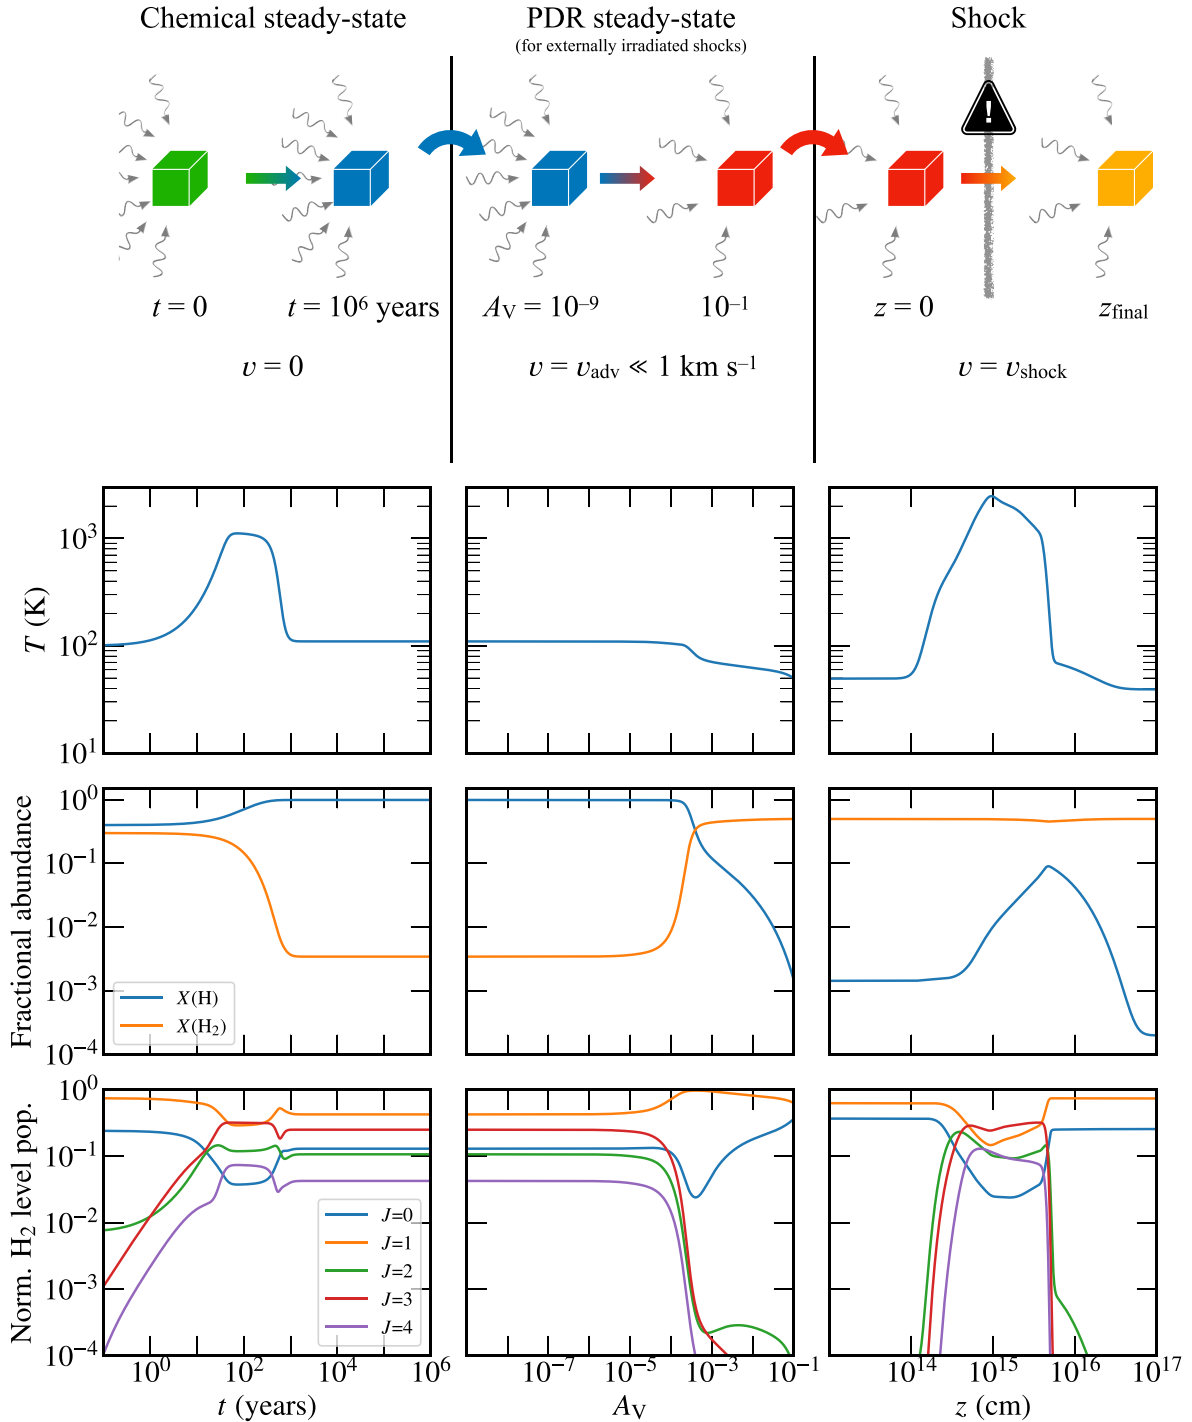 Chemical steady-state
PDR steady-state
(for externally irradiated shocks)
Shock
!
t = 0
t = 10⁶ years
A_V = 10⁻⁹
10⁻¹
z = 0
z_final
v = 0
v = v_adv ≪ 1 km s⁻¹
v = v_shock
T (K)
10³
10²
10¹
Fractional abundance
10⁰
10⁻¹
10⁻²
10⁻³
10⁻⁴
X(H)
X(H₂)
Norm. H₂ level pop.
10⁰
10⁻¹
10⁻²
10⁻³
10⁻⁴
J=0
J=1
J=2
J=3
J=4
10⁰ 10² 10⁴ 10⁶
t (years)
10⁻⁷ 10⁻⁵ 10⁻³ 10⁻¹
A_V
10¹⁴ 10¹⁵ 10¹⁶ 10¹⁷
z (cm)